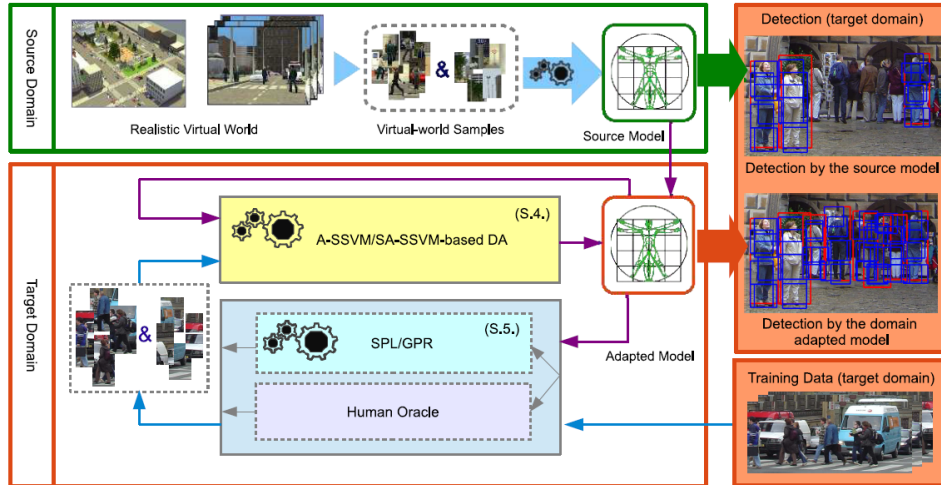 Source Domain
Realistic Virtual World
&
Virtual-world Samples
Source Model
Detection (target domain)
Detection by the source model
Detection by the domain
adapted model
Target Domain
(S.4.)
A-SSVM/SA-SSVM-based DA
&
(S.5.)
SPL/GPR
Human Oracle
Adapted Model
Training Data (target domain)